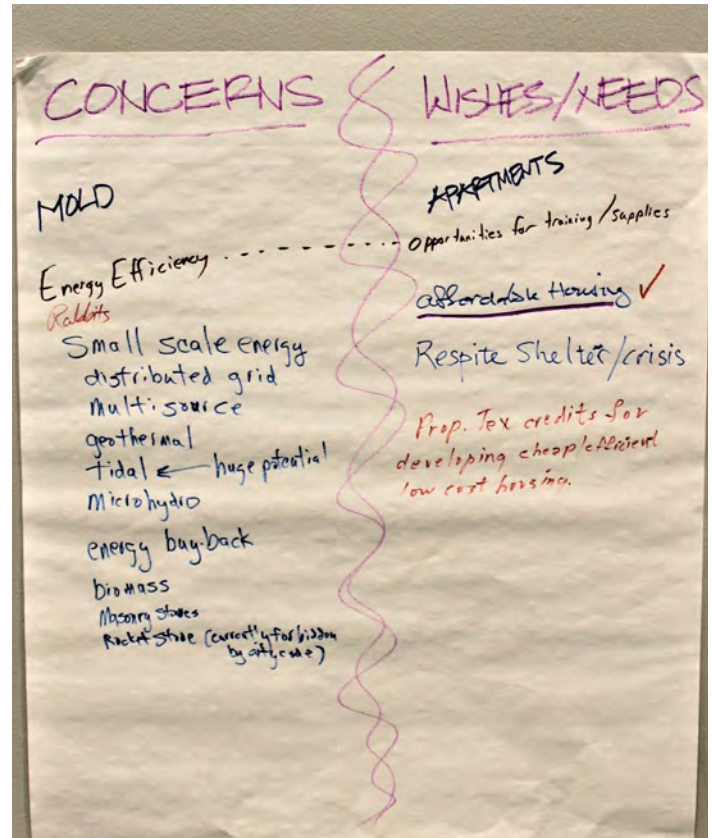 CONCERNS
MOLD
Energy Efficiency - - - - - - - - - -
Rabbits
Small scale energy
distributed grid
multi-source
geothermal
tidal ← huge potential
microhydro
energy buy-back
biomass
Masonry stoves
Rocket stove (currently forbidden
by city code)
WISHES/NEEDS
APARTMENTS
Opportunities for training/supplies
affordable Housing ✓
Respite Shelter/crisis
Prop. Tex credits for
developing cheap/efficient
low cost housing.